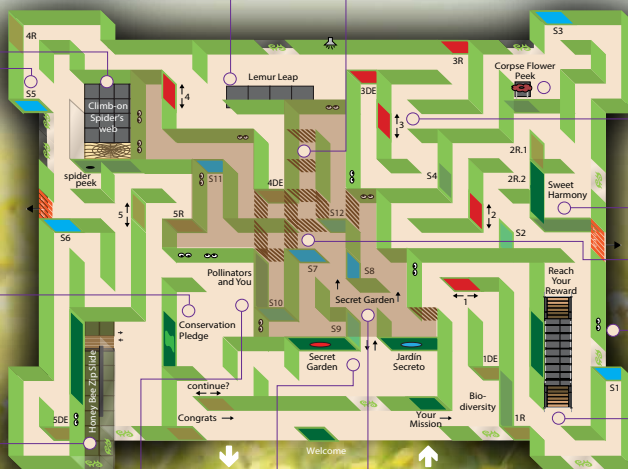 S3
4R
3R
Corpse Flower
Peek
Lemur Leap
3DE
S5
4
Climb-on
Spider's
web
3
2R.1
S4
spider
peek
S11
4DE
2R.2
Sweet
Harmony
5
5R
S12
2
S2
S6
S7
S8
Pollinators
and You
Reach
Your
Reward
S10
Secret Garden
1
Conservation
Pledge
S9
Secret
Garden
Jardín
Secreto
1DE
Honey Bee Zip Slide
S1
continue?
Bio-
diversity
5DE
Congrats
Your
Mission
1R
Welcome